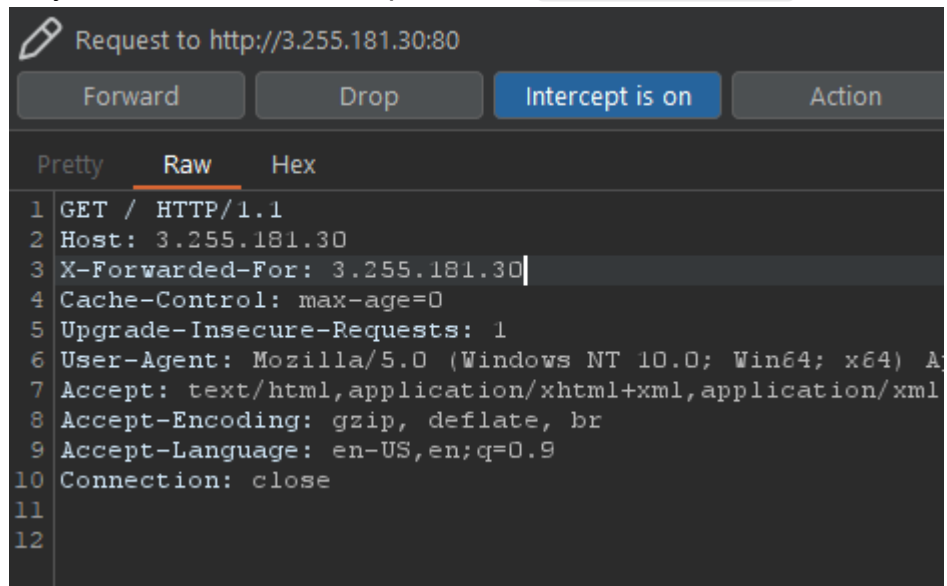 Request to http://3.255.181.30:80
Forward Drop Intercept is on Action
Pretty Raw Hex
1 GET / HTTP/1.1
2 Host: 3.255.181.30
3 X-Forwarded-For: 3.255.181.30
4 Cache-Control: max-age=0
5 Upgrade-Insecure-Requests: 1
6 User-Agent: Mozilla/5.0 (Windows NT 10.0; Win64; x64)
7 Accept: text/html,application/xhtml+xml,application/xml
8 Accept-Encoding: gzip, deflate, br
9 Accept-Language: en-US,en;q=0.9
10 Connection: close
11
12